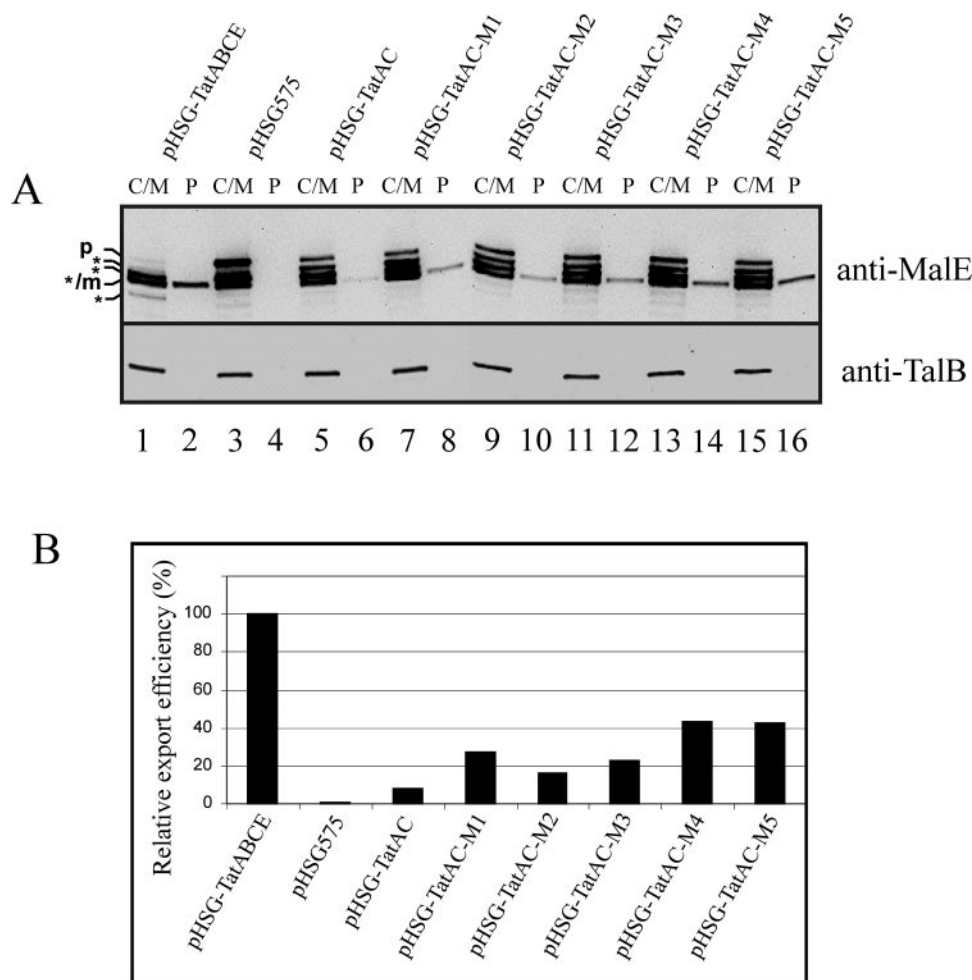 pHSG-TatABCE pHSG575 pHSG-TatAC pHSG-TatAC-M1 pHSG-TatAC-M2 pHSG-TatAC-M3 pHSG-TatAC-M4 pHSG-TatAC-M5
A
C/M P C/M P C/M P C/M P C/M P C/M P C/M P C/M P
p
*
*
*/m
*
anti-MalE
anti-TalB
1 2 3 4 5 6 7 8 9 10 11 12 13 14 15 16
B
Relative export efficiency (%)
100
80
60
40
20
0
pHSG-TatABCE pHSG575 pHSG-TatAC pHSG-TatAC-M1 pHSG-TatAC-M2 pHSG-TatAC-M3 pHSG-TatAC-M4 pHSG-TatAC-M5